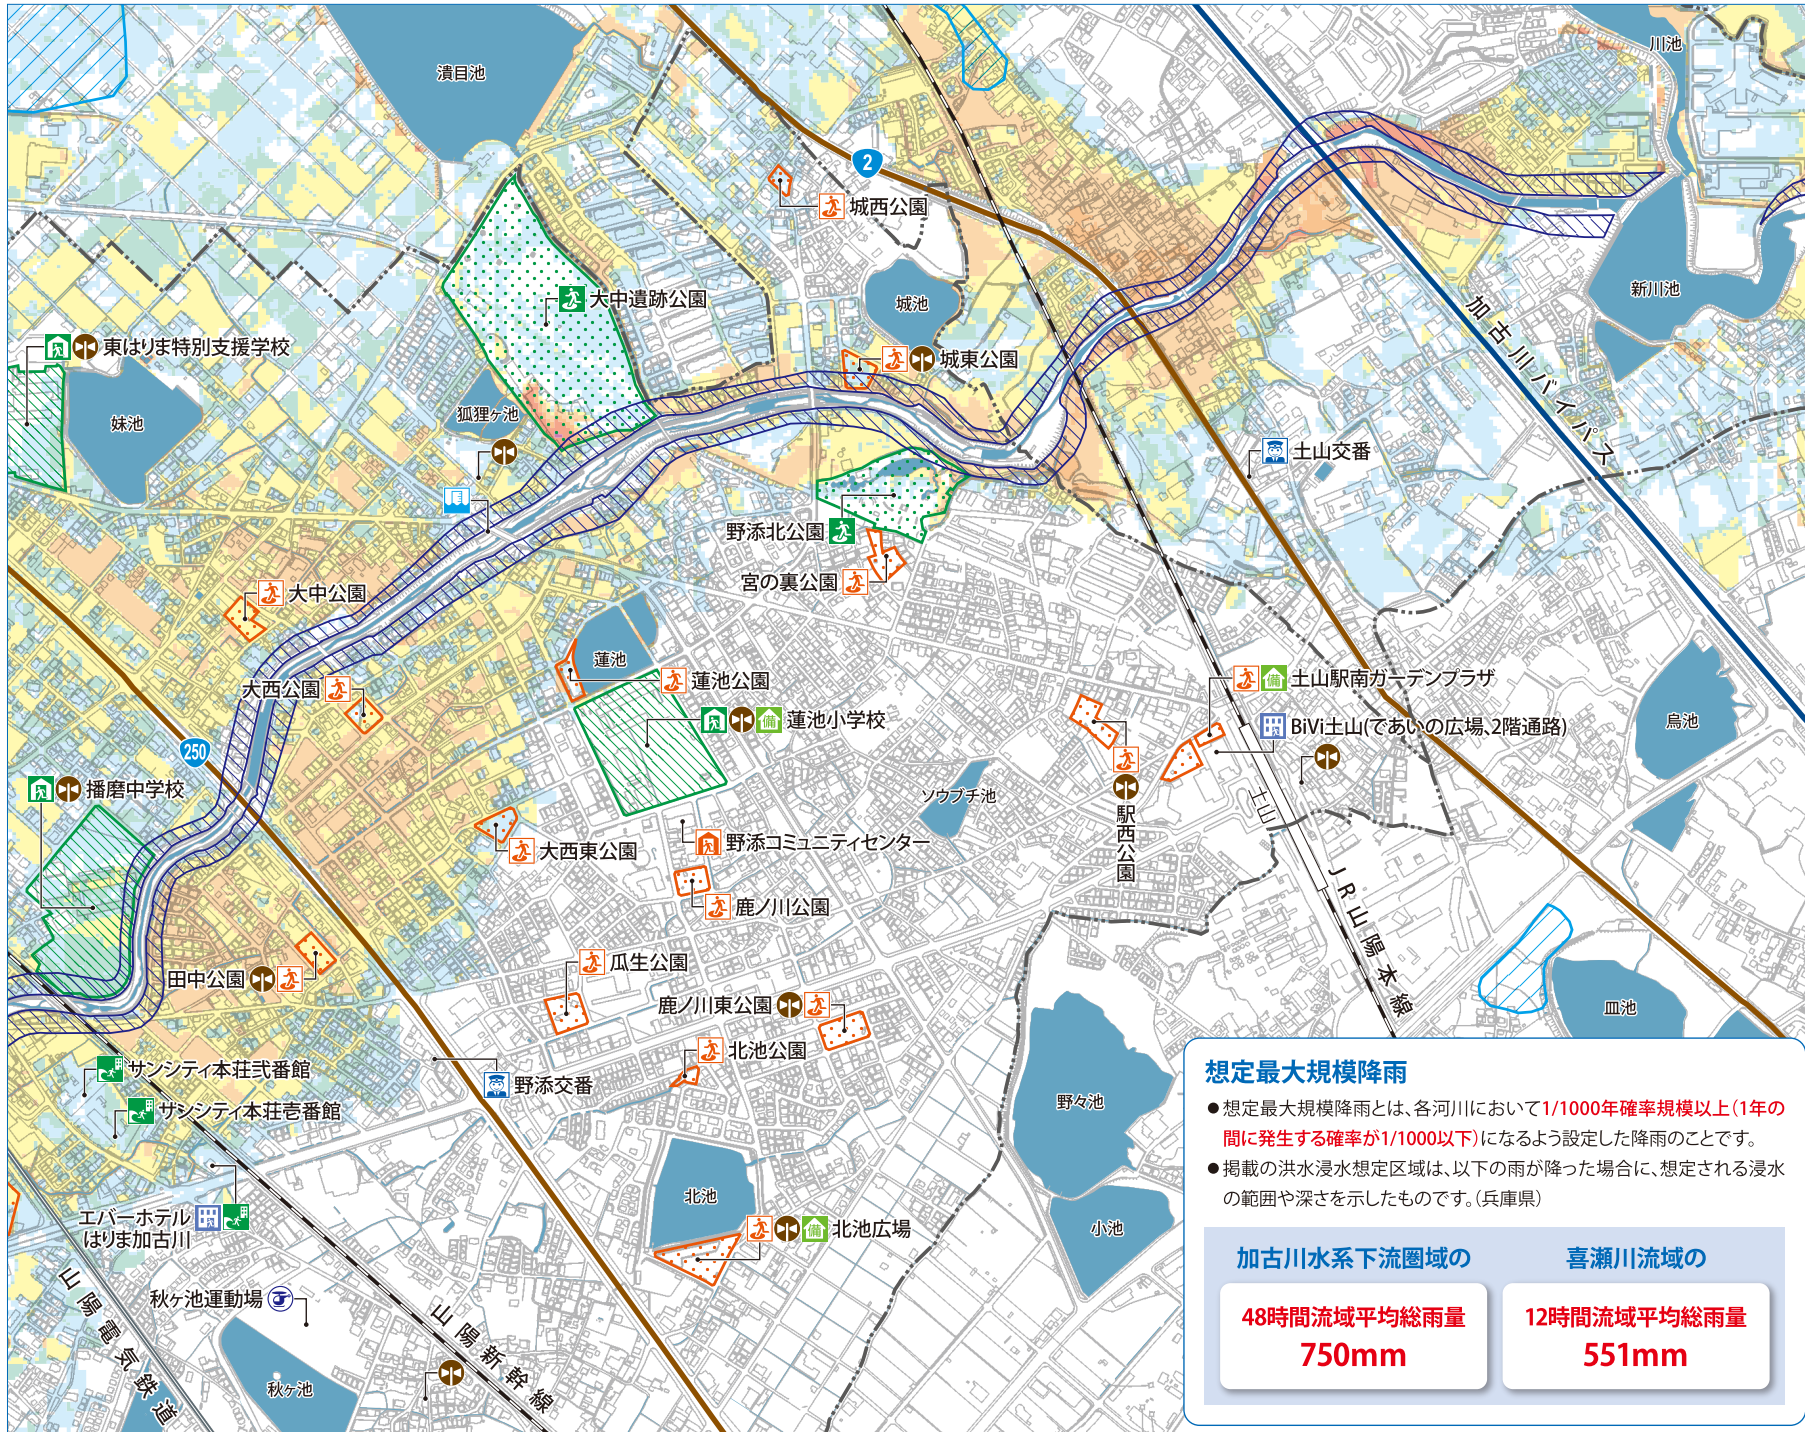 川池
潰目池
2
城西公園
大中遺跡公園
城池
新川池
加古川バイパス
東はりま特別支援学校
城東公園
狐狸ヶ池
妹池
土山交番
野添北公園
宮の裏公園
大中公園
蓮池
蓮池公園
大西公園
土山駅南ガーデンプラザ
備
蓮池小学校
備
BiVi土山(であいの広場、2階通路)
烏池
250
播磨中学校
ソウブチ池
土山
駅西公園
野添コミュニティセンター
大西東公園
鹿ノ川公園
JR山陽本線
瓜生公園
田中公園
鹿ノ川東公園
皿池
北池公園
サンシティ本荘弐番館
野添交番
サンシティ本荘壱番館
野々池
北池
小池
エバーホテル
はりま加古川
備
北池広場
山陽電気鉄道
秋ヶ池運動場
山陽新幹線
秋ヶ池
想定最大規模降雨
●想定最大規模降雨とは、各河川において1/1000年確率規模以上(1年の
間に発生する確率が1/1000以下)になるよう設定した降雨のことです。
●掲載の洪水浸水想定区域は、以下の雨が降った場合に、想定される浸水
の範囲や深さを示したものです。(兵庫県)
加古川水系下流圏域の
48時間流域平均総雨量
750mm
喜瀬川流域の
12時間流域平均総雨量
551mm